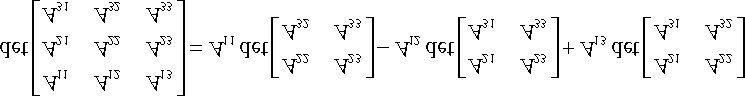 A₁₁ A₁₂ A₁₃
A₂₂ A₂₃ A₂₁ A₂₃ A₂₁ A₂₂
det[A₂₁ A₂₂ A₂₃] = A₁₁ det[ ] − A₁₂ det[ ] + A₁₃ det[ ]
A₃₂ A₃₃ A₃₁ A₃₃ A₃₁ A₃₂
A₃₁ A₃₂ A₃₃